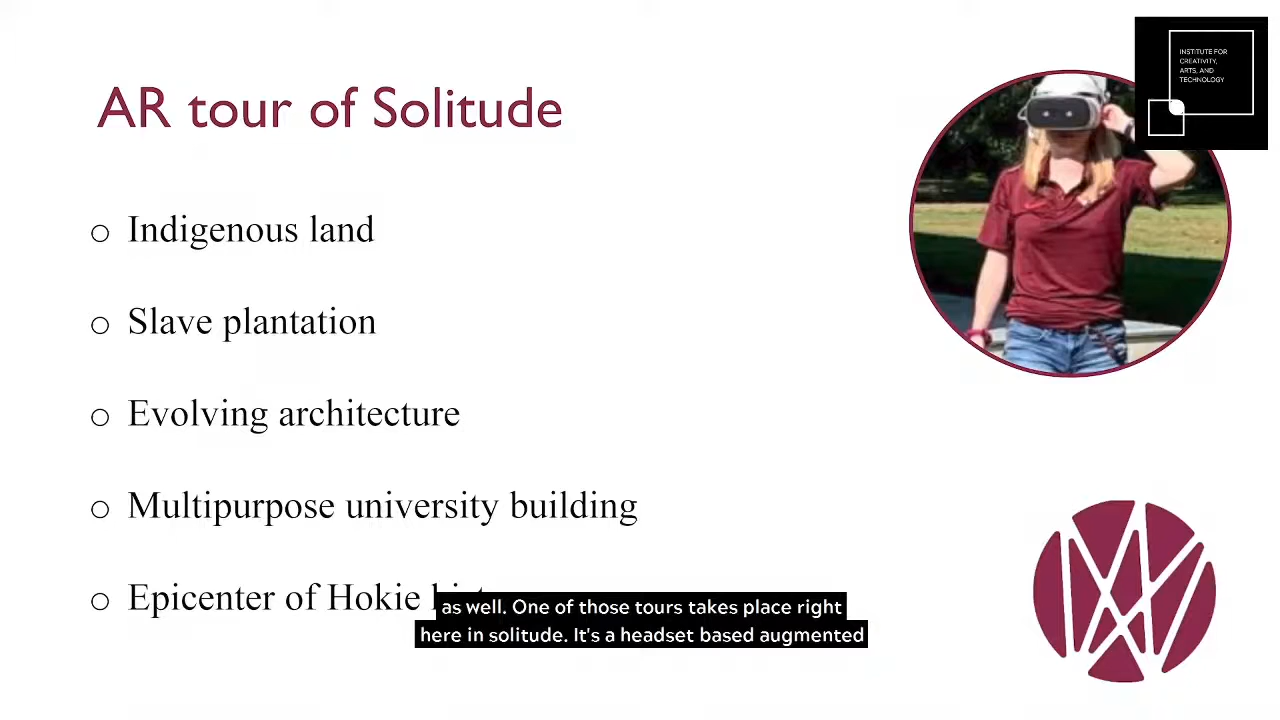 INSTITUTE FOR
CREATIVITY,
ARTS, AND
TECHNOLOGY
AR tour of Solitude
Indigenous land
Slave plantation
Evolving architecture
Multipurpose university building
Epicenter of Hokie
as well. One of those tours takes place right
here in solitude. It's a headset based augmented